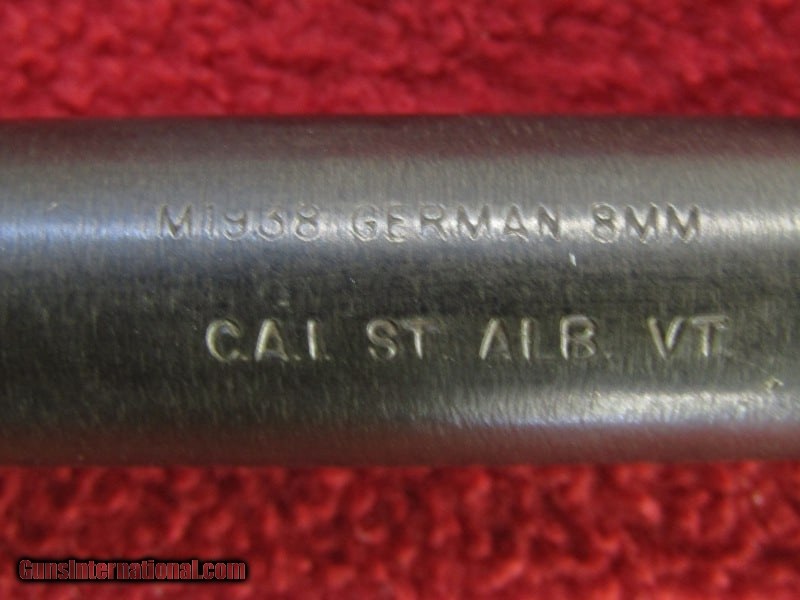 M1938 GERMAN 8MM
C.A.I. ST. ALB. VT.
GunsInternational.com